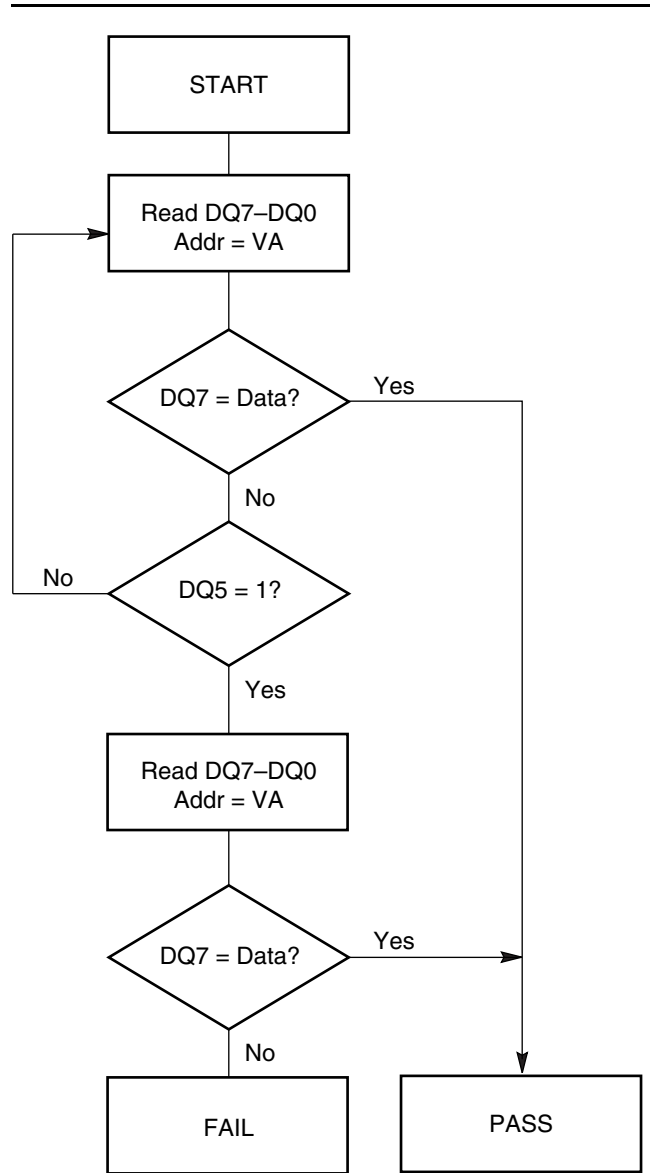 START
Read DQ7–DQ0
Addr = VA
DQ7 = Data?
Yes
No
No
DQ5 = 1?
Yes
Read DQ7–DQ0
Addr = VA
DQ7 = Data?
Yes
No
FAIL
PASS